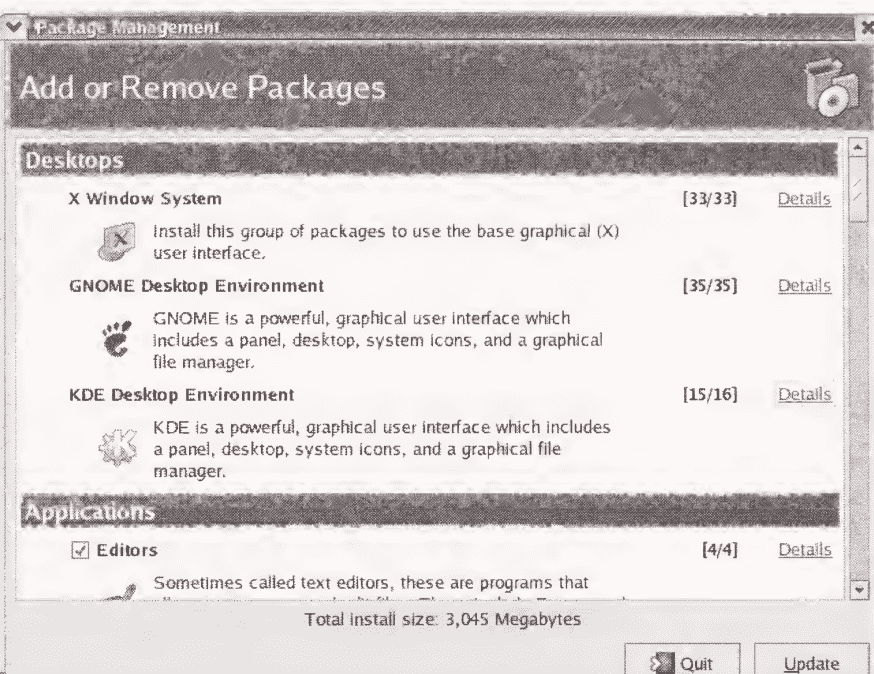 Package Management
Add or Remove Packages
Desktops
X Window System [33/33] Details
Install this group of packages to use the base graphical (X)
user interface.
GNOME Desktop Environment [35/35] Details
GNOME is a powerful, graphical user interface which
includes a panel, desktop, system icons, and a graphical
file manager.
KDE Desktop Environment [15/16] Details
KDE is a powerful, graphical user interface which includes
a panel, desktop, system icons, and a graphical file
manager.
Applications
Editors [4/4] Details
Sometimes called text editors, these are programs that
Total install size: 3,045 Megabytes
Quit Update